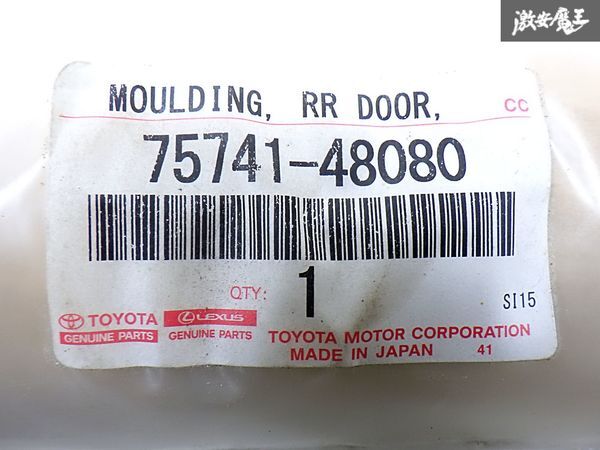 激安魔王
MOULDING, RR DOOR, CC
75741-48080
QTY: 1
SI15
TOYOTA LEXUS
GENUINE PARTS GENUINE PARTS
TOYOTA MOTOR CORPORATION
MADE IN JAPAN 41